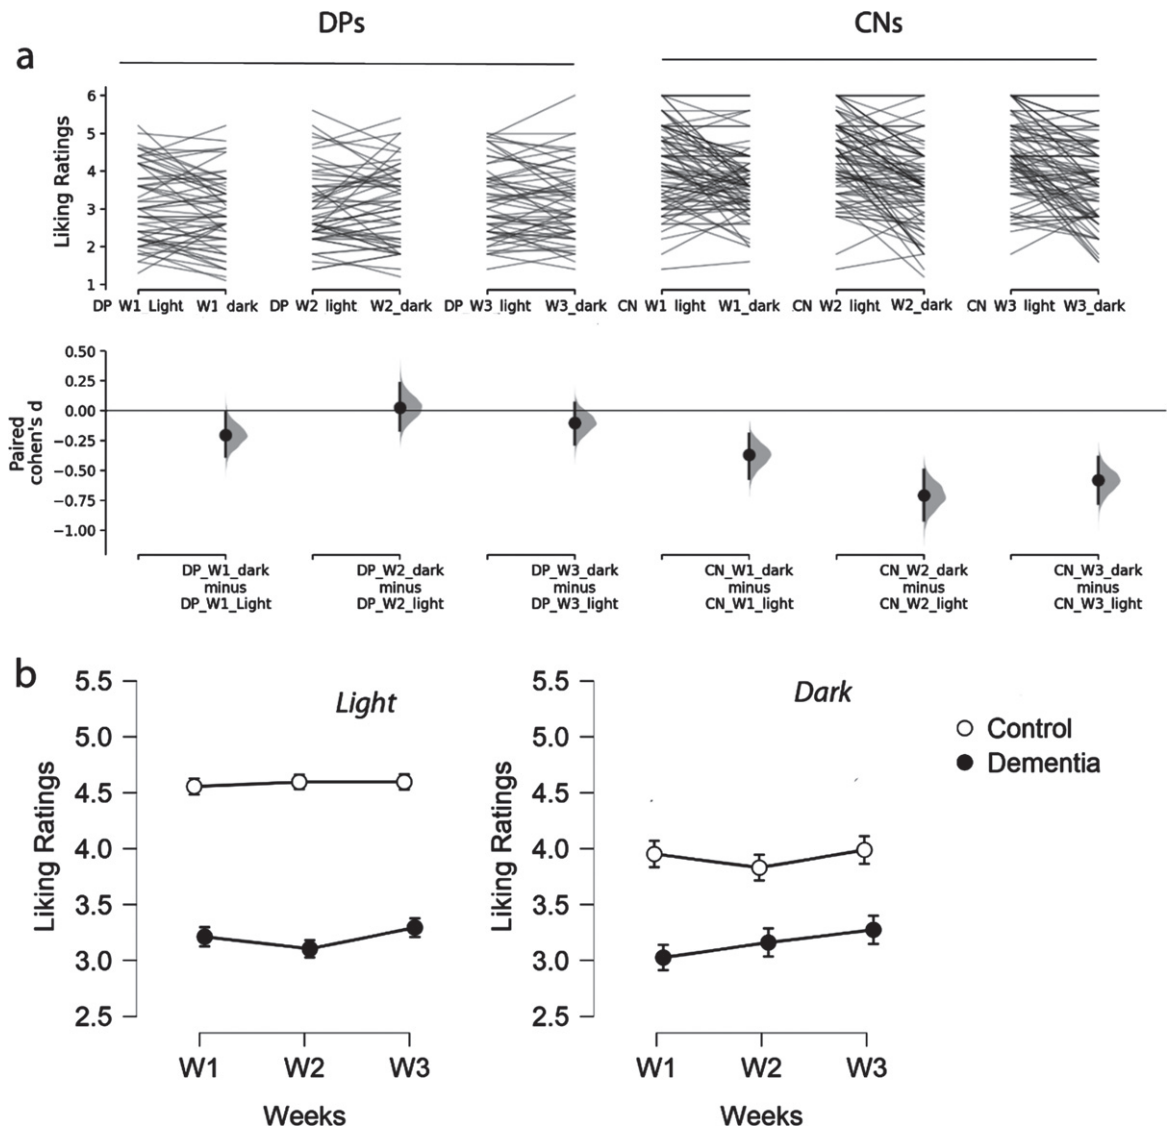 DPs CNs
a
Liking Ratings
6
5
4
3
2
1
DP W1 Light W1 dark DP W2 light W2_dark DP W3 light W3_dark CN W1 light W1_dark CN W2 light W2_dark CN W3 light W3_dark
Paired
cohen's d
0.50
0.25
0.00
−0.25
−0.50
−0.75
−1.00
DP_W1_dark DP_W2_dark DP_W3_dark CN_W1_dark CN_W2_dark CN_W3_dark
minus minus minus minus minus minus
DP_W1_Light DP_W2_light DP_W3_light CN_W1_light CN_W2_light CN_W3_light
b
Light
Liking Ratings
5.5
5.0
4.5
4.0
3.5
3.0
2.5
W1 W2 W3
Weeks
Dark
Liking Ratings
5.5
5.0
4.5
4.0
3.5
3.0
2.5
W1 W2 W3
Weeks
Control
Dementia